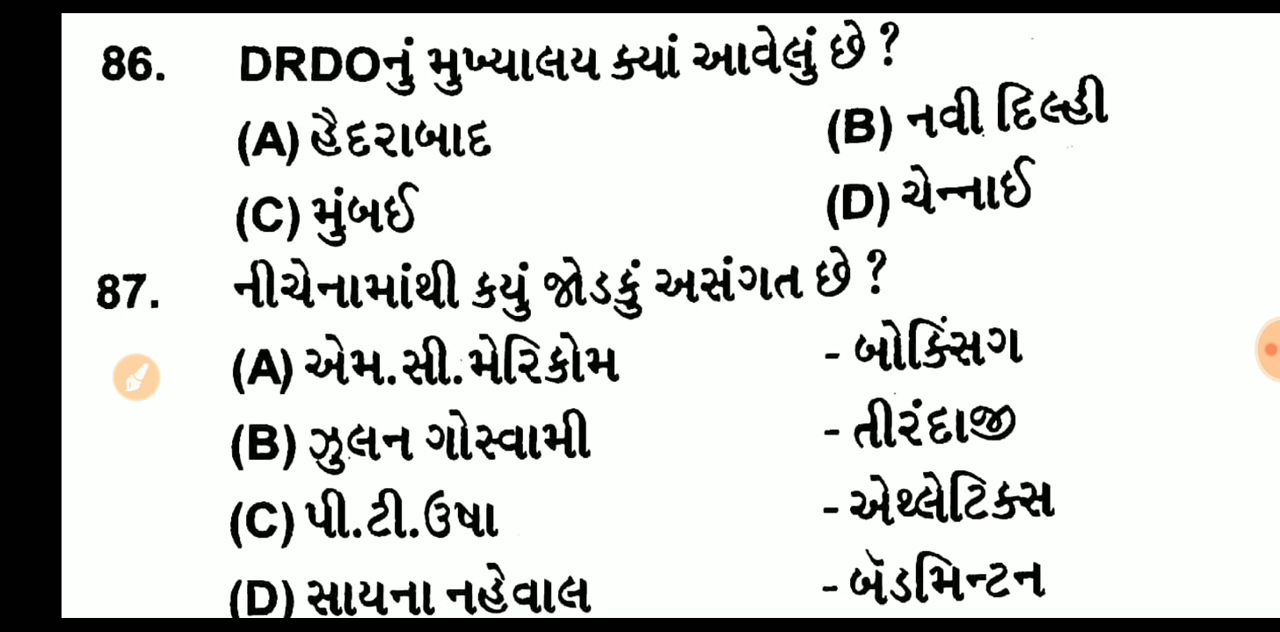 86. DRDOનું મુખ્યાલય ક્યાં આવેલું છે ?
(A) હૈદરાબાદ (B) નવી દિલ્હી
(C) મુંબઈ (D) ચેન્નાઈ
87. નીચેનામાંથી કયું જોડકું અસંગત છે ?
(A) એમ.સી.મેરિકોમ - બોક્સિંગ
(B) ઝુલન ગોસ્વામી - તીરંદાજી
(C) પી.ટી.ઉષા - એથ્લેટિક્સ
(D) સાયના નહેવાલ - બૅડમિન્ટન